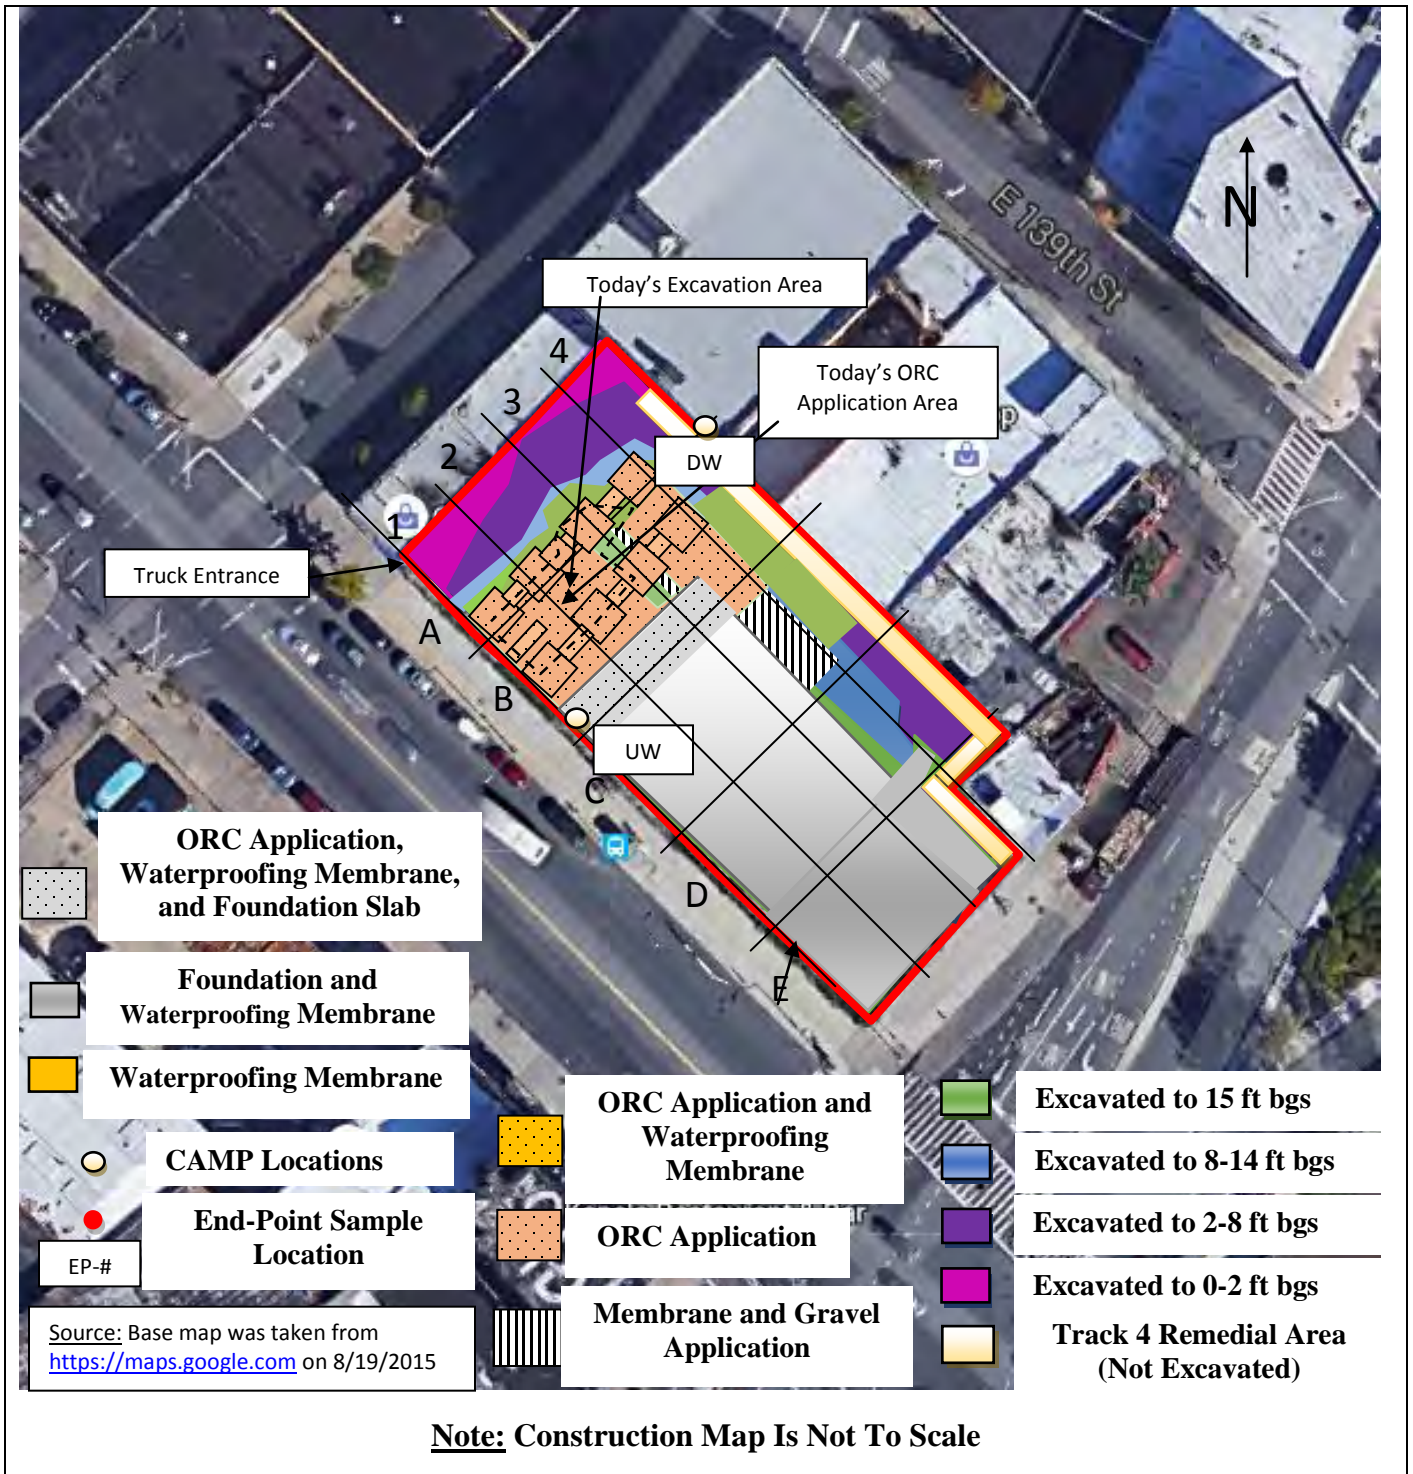 E 139th St
N
Today's Excavation Area
4
Today's ORC
Application Area
3
p
2
DW
1
Truck Entrance
A
B
UW
C
D
E
ORC Application,
Waterproofing Membrane,
and Foundation Slab
Foundation and
Waterproofing Membrane
Waterproofing Membrane
CAMP Locations
End-Point Sample
Location
EP-#
Source: Base map was taken from
https://maps.google.com on 8/19/2015
ORC Application and
Waterproofing
Membrane
ORC Application
Membrane and Gravel
Application
Excavated to 15 ft bgs
Excavated to 8-14 ft bgs
Excavated to 2-8 ft bgs
Excavated to 0-2 ft bgs
Track 4 Remedial Area
(Not Excavated)
Note: Construction Map Is Not To Scale